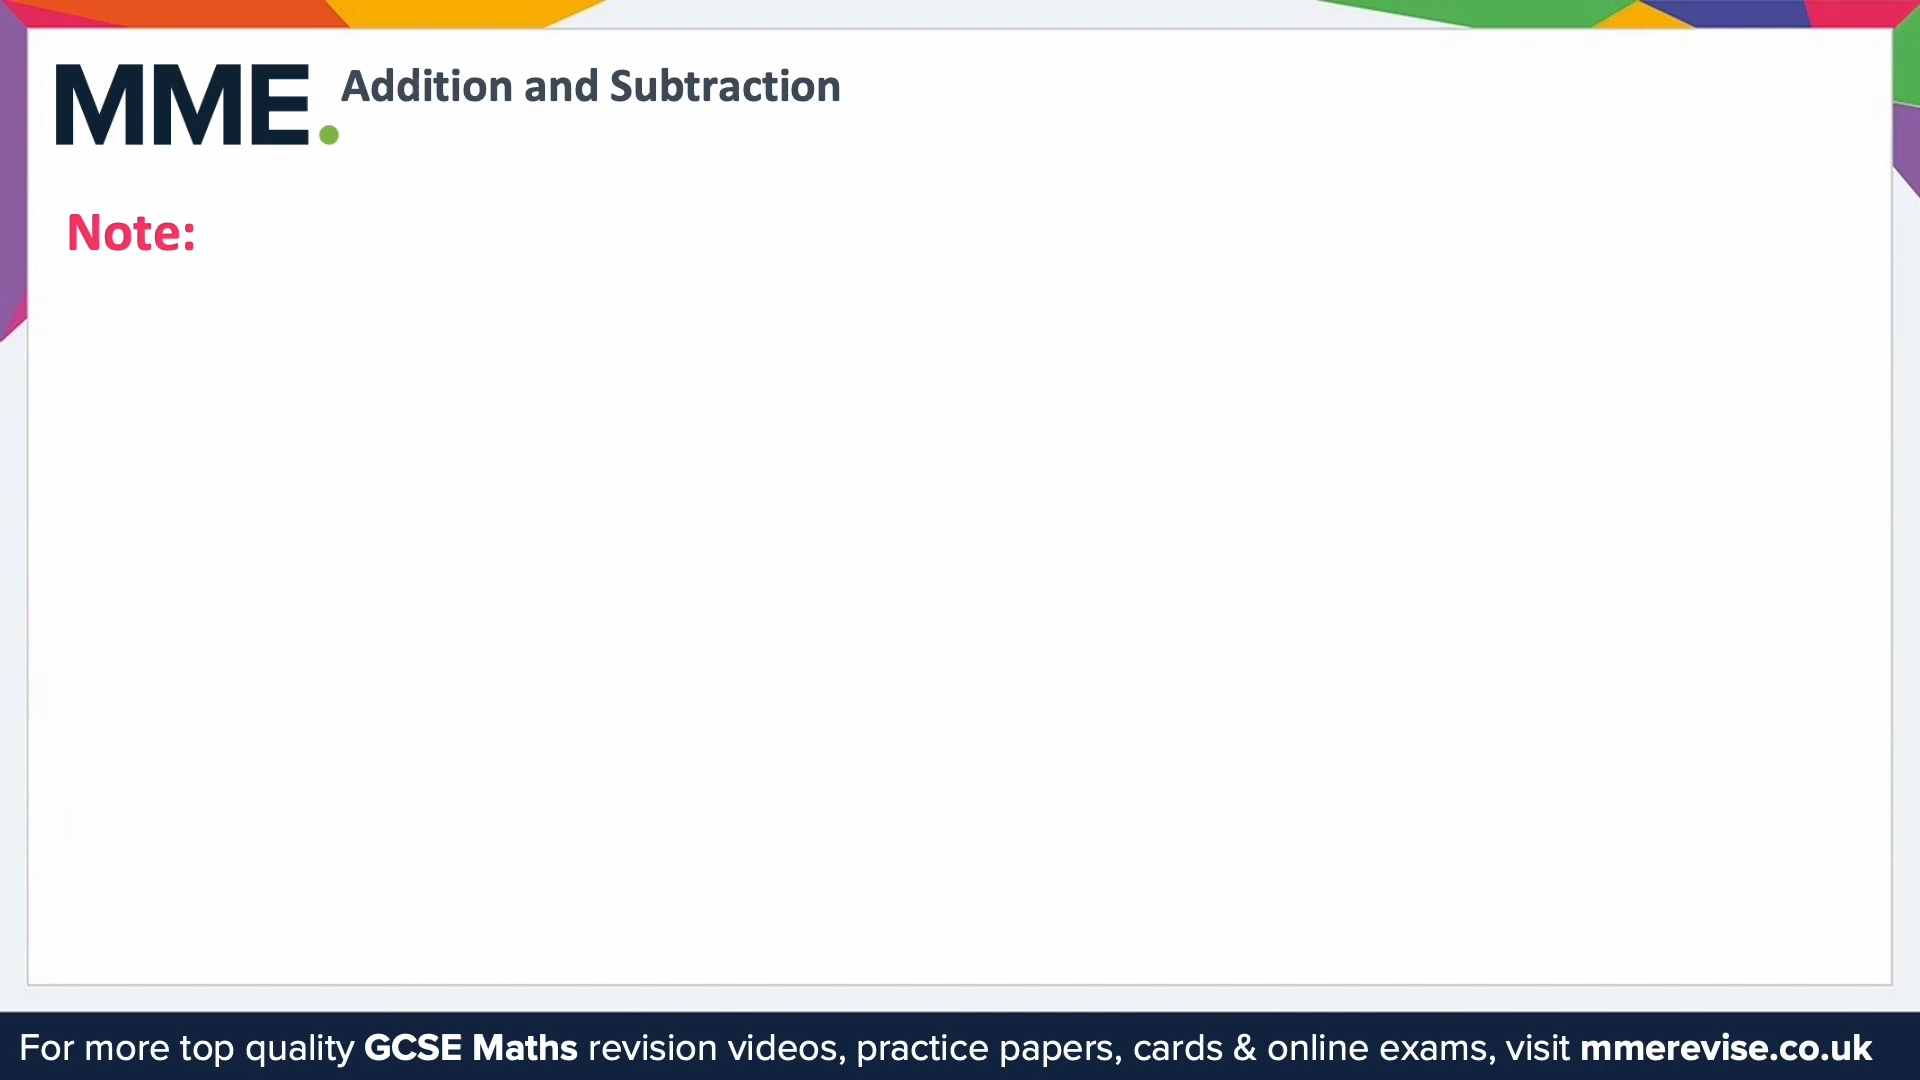 MME.
Addition and Subtraction
Note:
For more top quality GCSE Maths revision videos, practice papers, cards & online exams, visit mmerevise.co.uk